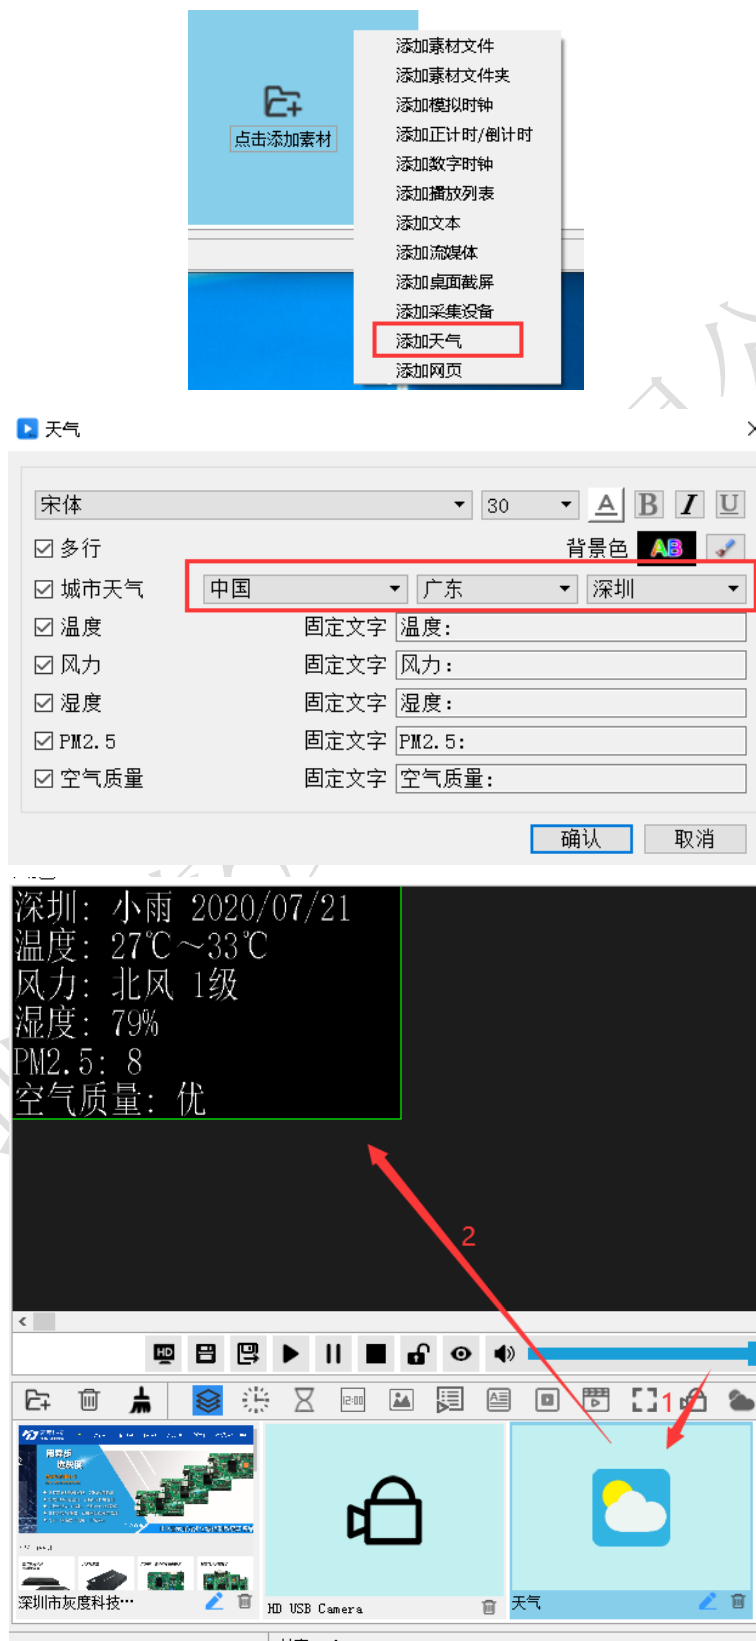 点击添加素材
添加素材文件
添加素材文件夹
添加模拟时钟
添加正计时/倒计时
添加数字时钟
添加播放列表
添加文本
添加流媒体
添加桌面截屏
添加采集设备
添加天气
添加网页
天气
宋体 30 A B I U
多行 背景色 AB
城市天气 中国 广东 深圳
温度 固定文字 温度:
风力 固定文字 风力:
湿度 固定文字 湿度:
PM2.5 固定文字 PM2.5:
空气质量 固定文字 空气质量:
确认 取消
深圳: 小雨 2020/07/21
温度: 27℃~33℃
风力: 北风 1级
湿度: 79%
PM2.5: 8
空气质量: 优
2
HD
12:00
1
深圳市灰度科技…
HD USB Camera
天气